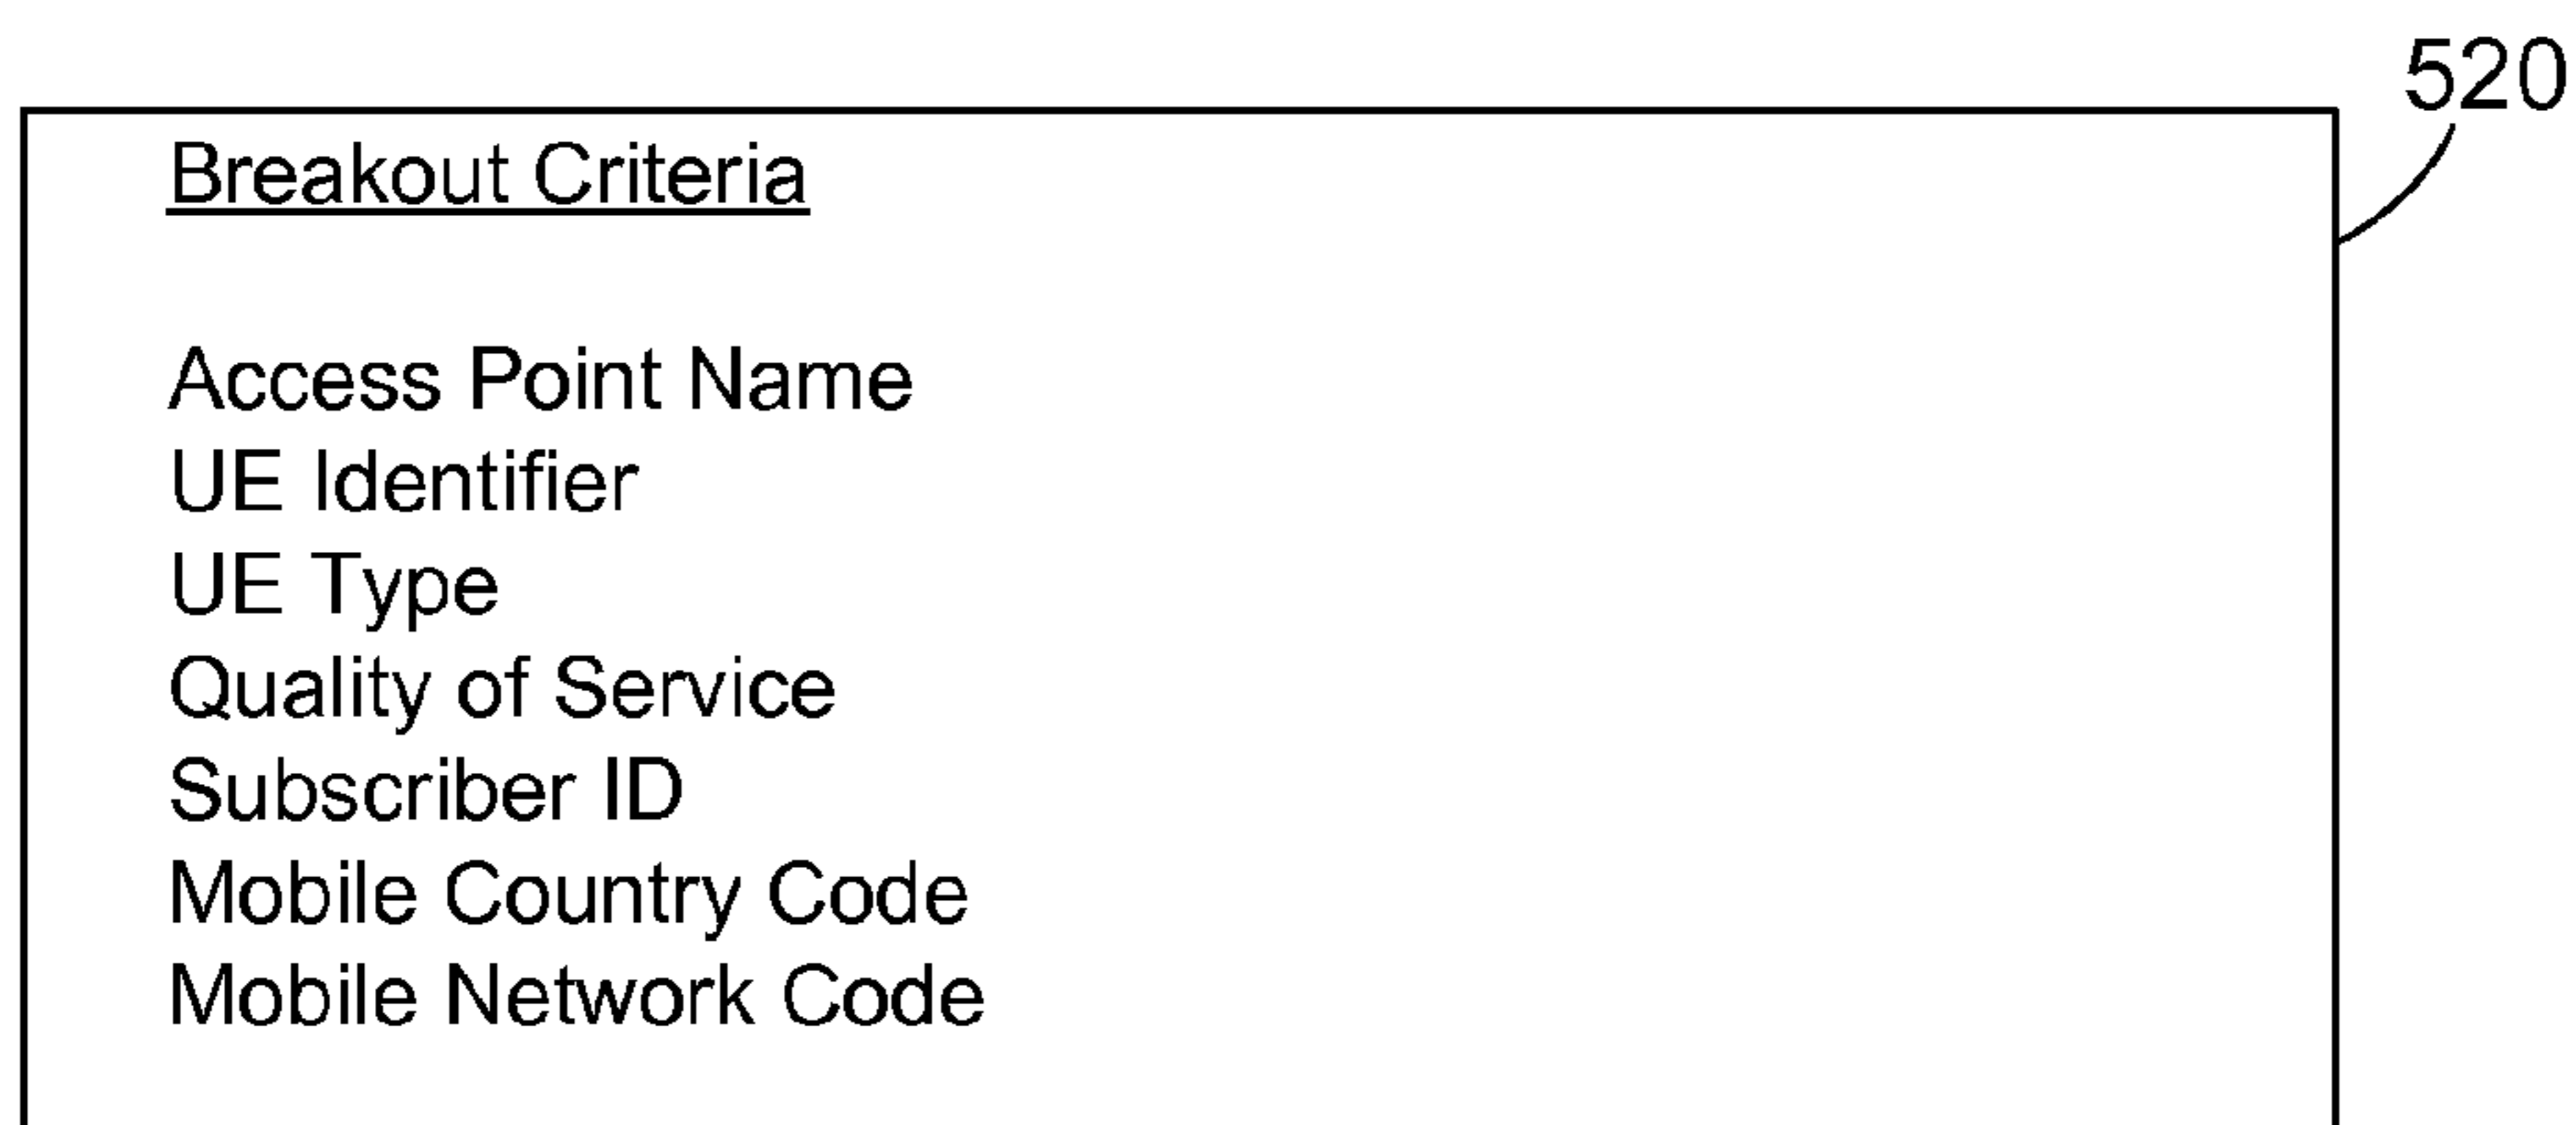 520
Breakout Criteria
Access Point Name
UE Identifier
UE Type
Quality of Service
Subscriber ID
Mobile Country Code
Mobile Network Code